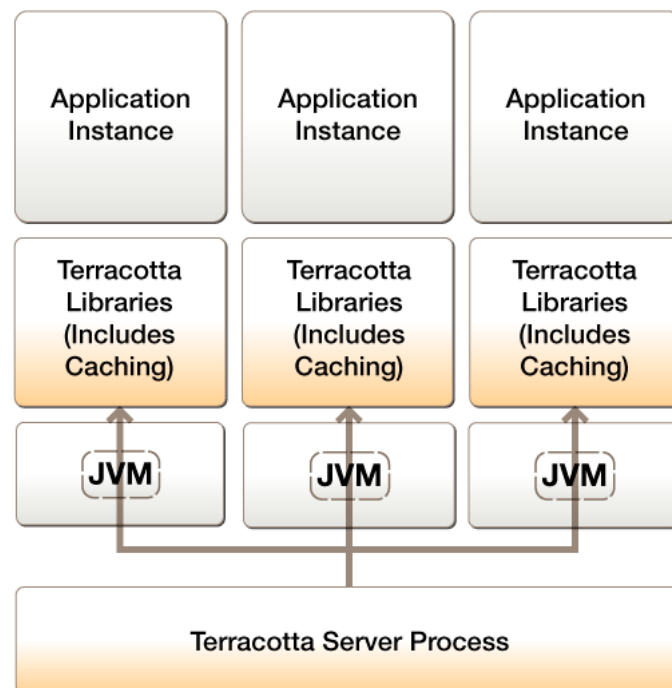 Application
Instance
Application
Instance
Application
Instance
Terracotta
Libraries
(Includes
Caching)
Terracotta
Libraries
(Includes
Caching)
Terracotta
Libraries
(Includes
Caching)
JVM
JVM
JVM
Terracotta Server Process